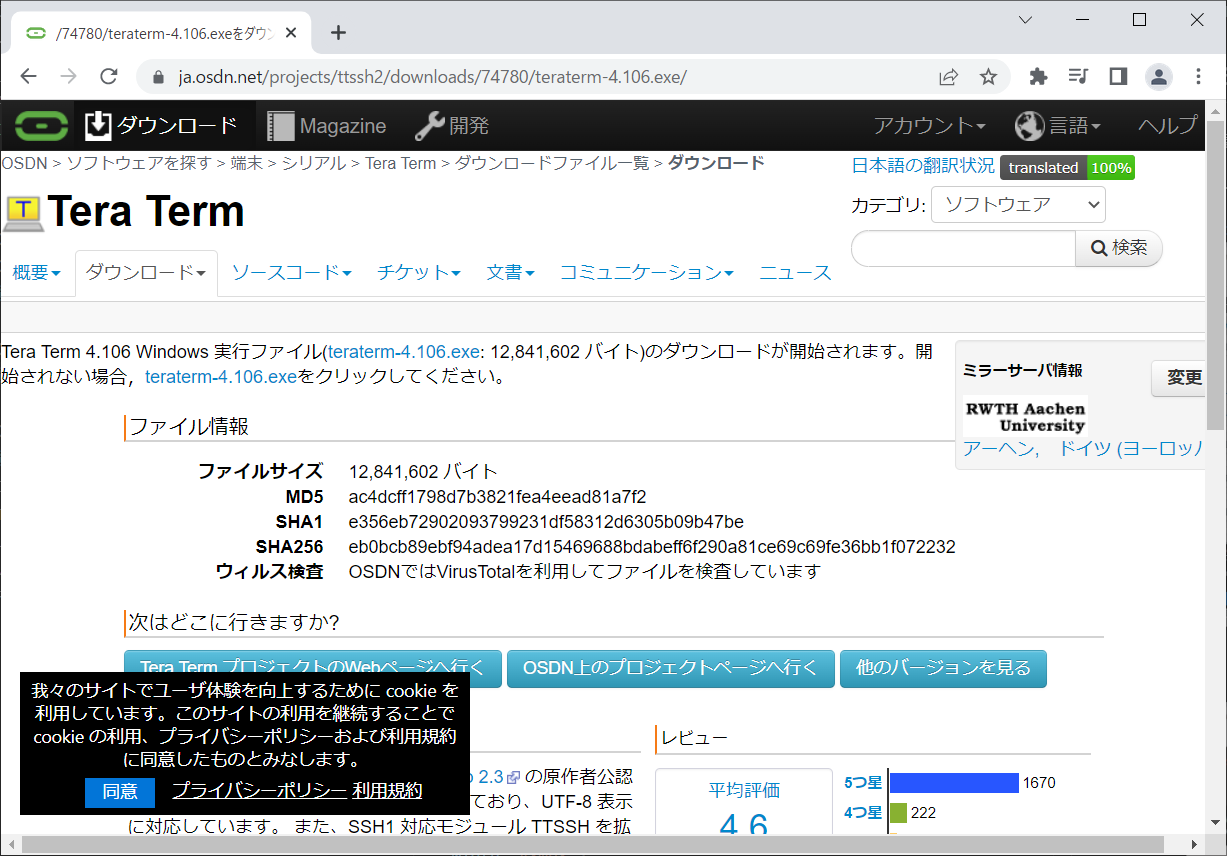 /74780/teraterm-4.106.exeをダウン
ja.osdn.net/projects/ttssh2/downloads/74780/teraterm-4.106.exe/
ダウンロード Magazine 開発 アカウント 言語 ヘルプ
OSDN > ソフトウェアを探す > 端末 > シリアル > Tera Term > ダウンロードファイル一覧 > ダウンロード
日本語の翻訳状況 translated 100%
カテゴリ: ソフトウェア
T Tera Term
検索
概要 ダウンロード ソースコード チケット 文書 コミュニケーション ニュース
Tera Term 4.106 Windows 実行ファイル(teraterm-4.106.exe: 12,841,602 バイト)のダウンロードが開始されます。開
始されない場合，teraterm-4.106.exeをクリックしてください。
ミラーサーバ情報
変更
RWTH Aachen
University
アーヘン, ドイツ (ヨーロッパ
ファイル情報
ファイルサイズ 12,841,602 バイト
MD5 ac4dcff1798d7b3821fea4eead81a7f2
SHA1 e356eb72902093799231df58312d6305b09b47be
SHA256 eb0bcb89ebf94adea17d15469688bdabeff6f290a81ce69c69fe36bb1f072232
ウィルス検査 OSDNではVirusTotalを利用してファイルを検査しています
次はどこに行きますか?
Tera Term プロジェクトのWebページへ行く OSDN上のプロジェクトページへ行く 他のバージョンを見る
我々のサイトでユーザ体験を向上するために cookie を
利用しています。このサイトの利用を継続することで
cookie の利用、プライバシーポリシーおよび利用規約
に同意したものとみなします。
同意 プライバシーポリシー 利用規約
2.3 の原作者公認
ており、UTF-8 表示
に対応しています。 また、SSH1 対応モジュール TTSSH を拡
レビュー
平均評価
4.6
5つ星 1670
4つ星 222